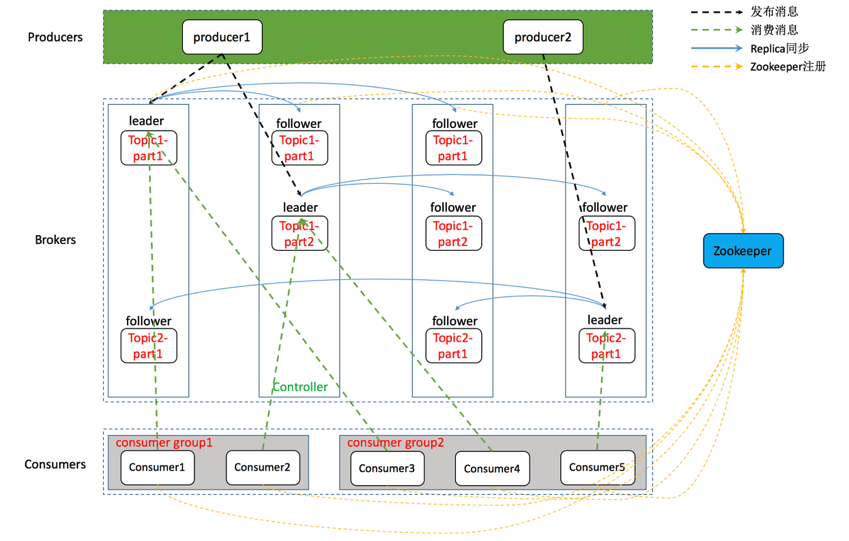 Producers
producer1
producer2
发布消息
消费消息
Replica同步
Zookeeper注册
Brokers
leader
Topic1-
part1
follower
Topic1-
part1
follower
Topic1-
part1
leader
Topic1-
part2
follower
Topic1-
part2
follower
Topic1-
part2
follower
Topic2-
part1
follower
Topic2-
part1
leader
Topic2-
part1
Controller
Zookeeper
Consumers
consumer group1
Consumer1
Consumer2
consumer group2
Consumer3
Consumer4
Consumer5